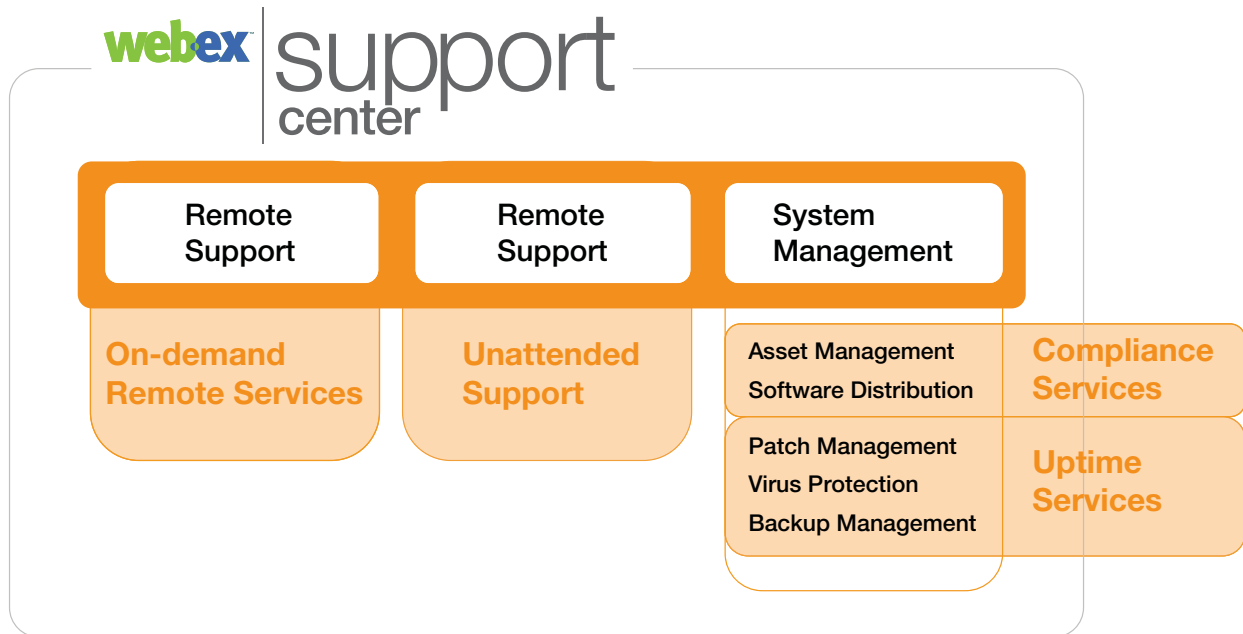 webex support
center
Remote
Support
Remote
Support
System
Management
On-demand
Remote Services
Unattended
Support
Asset Management
Software Distribution
Compliance
Services
Patch Management
Virus Protection
Backup Management
Uptime
Services